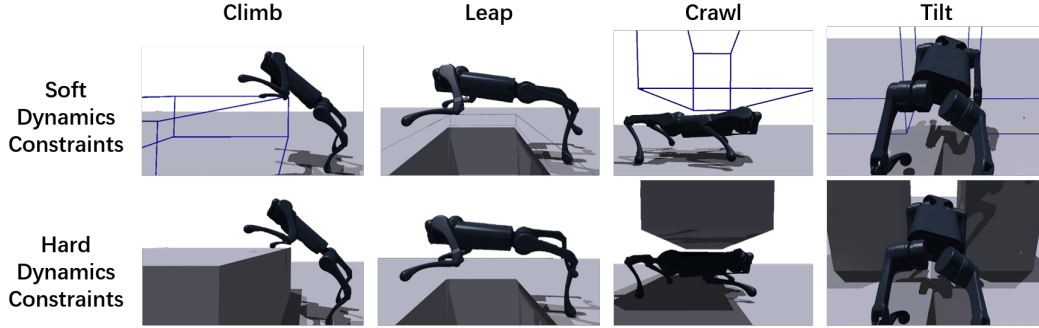 Climb Leap Crawl Tilt
Soft
Dynamics
Constraints
Hard
Dynamics
Constraints